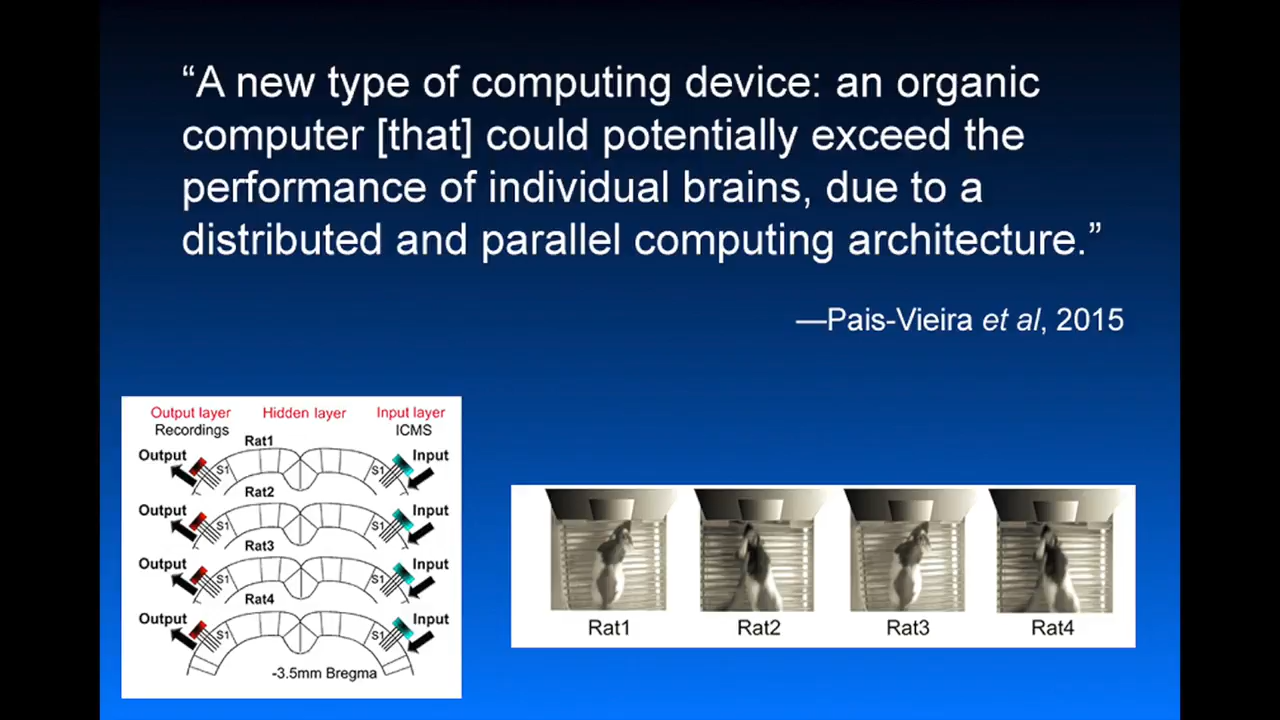 “A new type of computing device: an organic
computer [that] could potentially exceed the
performance of individual brains, due to a
distributed and parallel computing architecture.”
—Pais-Vieira et al, 2015
Output layer Hidden layer Input layer
Recordings ICMS
Rat1
Output S1 S1 Input
Rat2
Output S1 S1 Input
Rat3
Output S1 S1 Input
Rat4
Output S1 S1 Input
-3.5mm Bregma
Rat1 Rat2 Rat3 Rat4